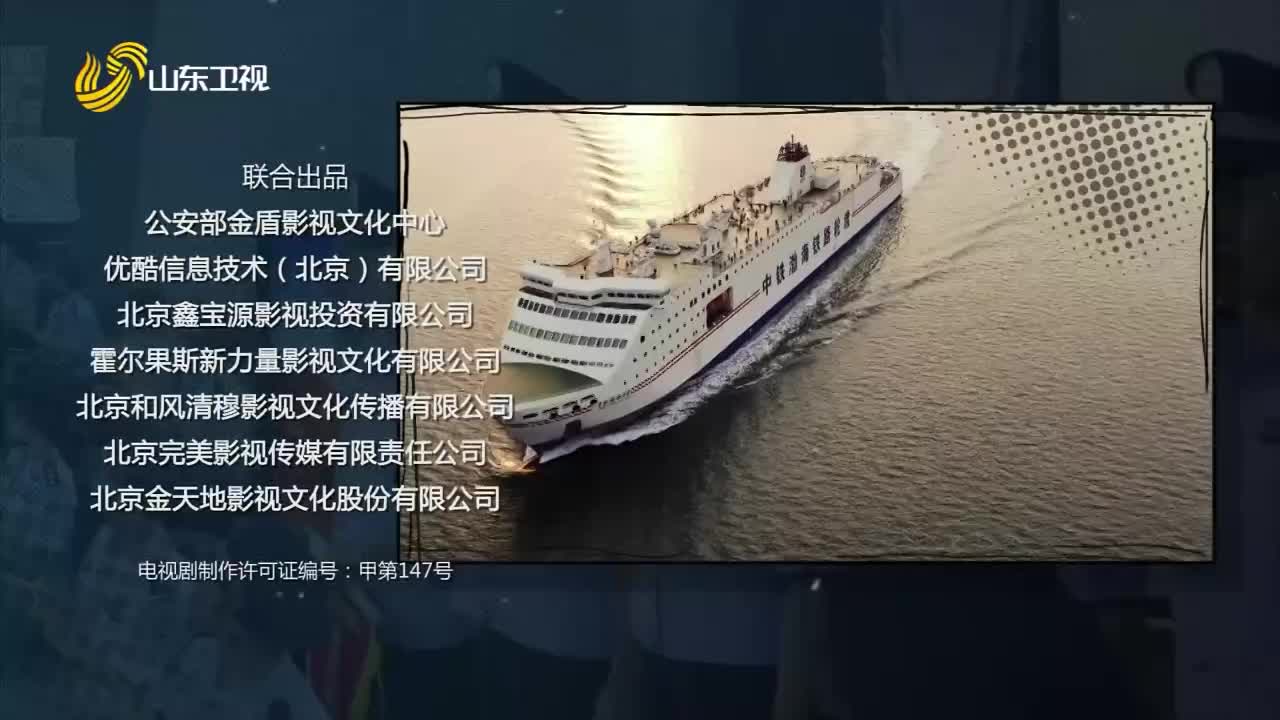 山东卫视
联合出品
公安部金盾影视文化中心
优酷信息技术（北京）有限公司
北京鑫宝源影视投资有限公司
霍尔果斯新力量影视文化有限公司
北京和风清穆影视文化传播有限公司
北京完美影视传媒有限责任公司
北京金天地影视文化股份有限公司
电视剧制作许可证编号：甲第147号
中铁渤海铁路轮渡